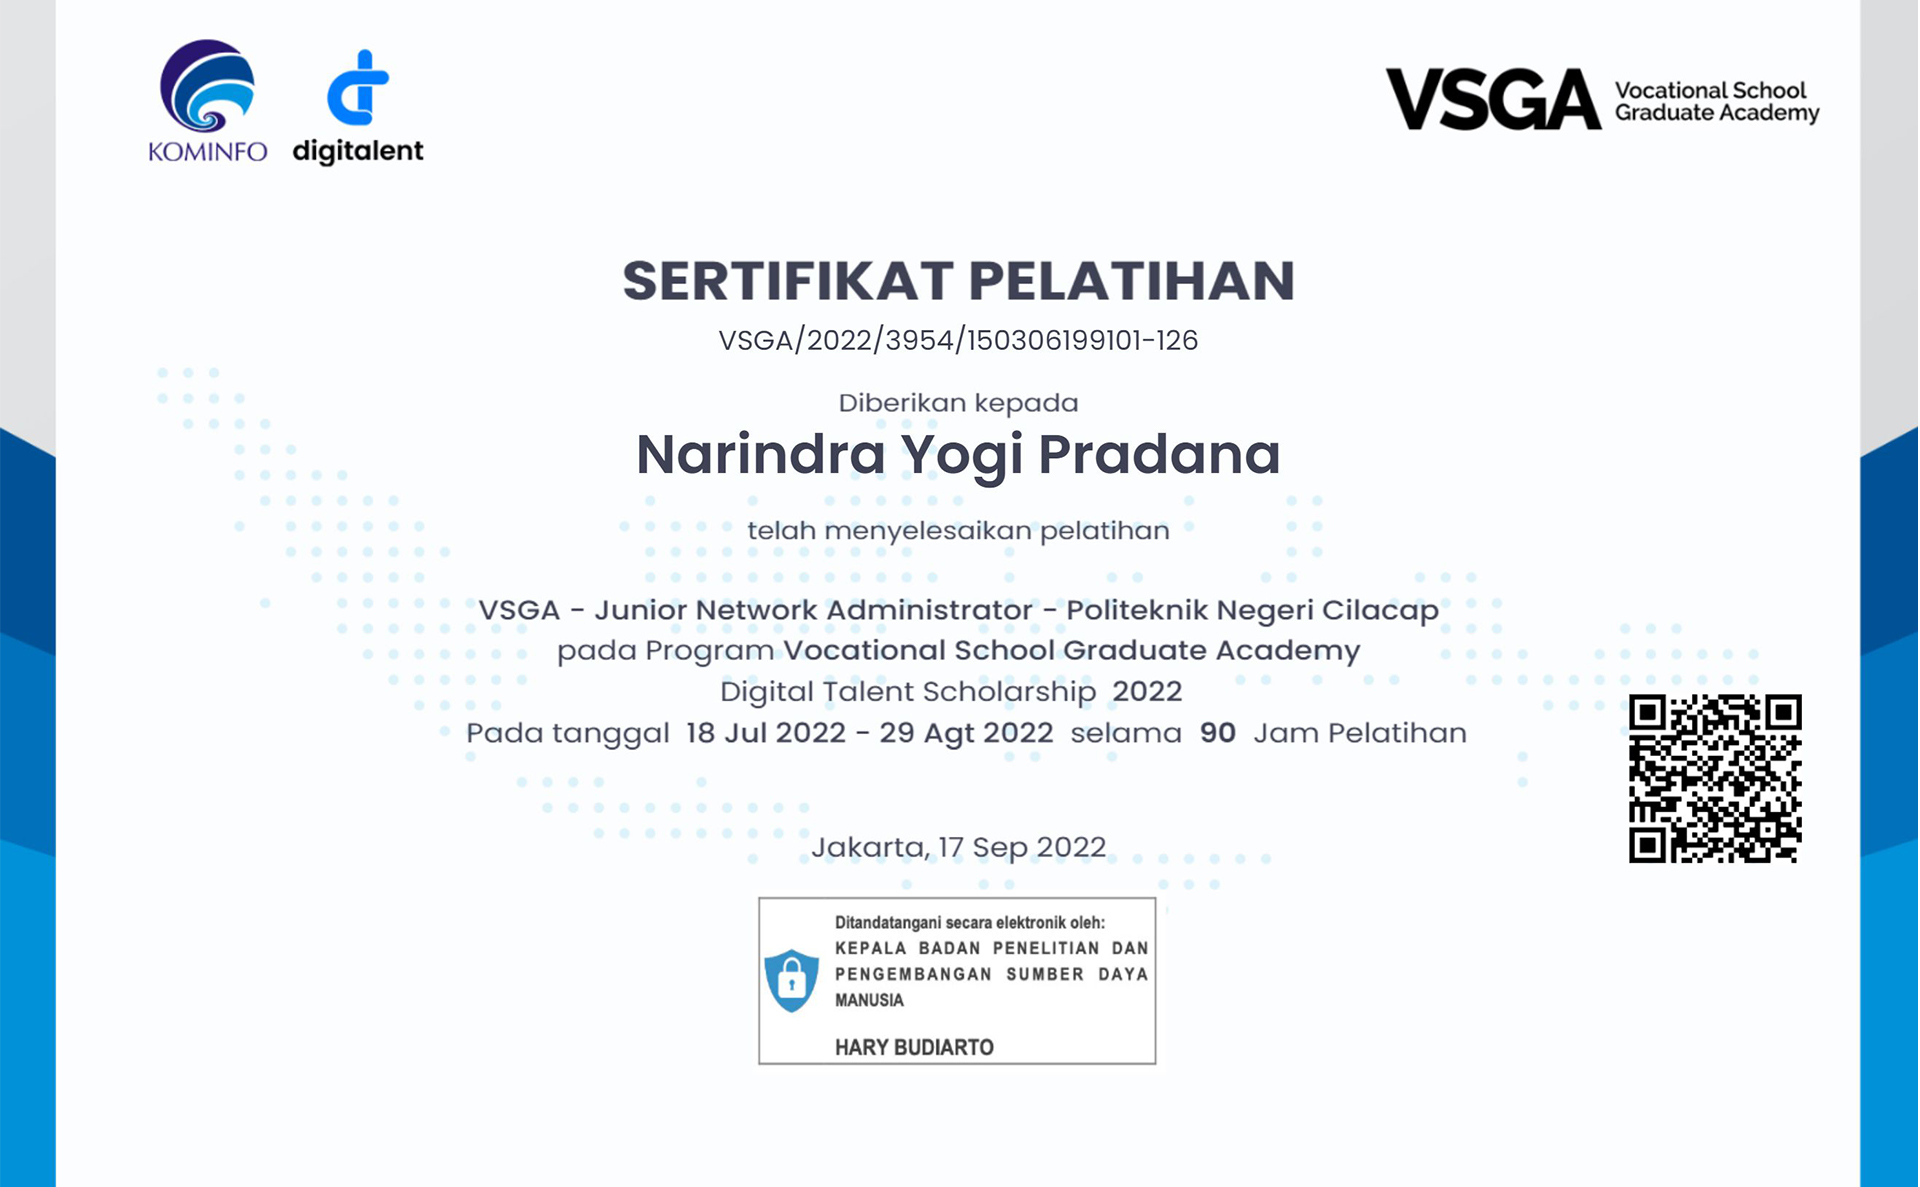 KOMINFO
digitalent
VSGA
Vocational School
Graduate Academy
SERTIFIKAT PELATIHAN
VSGA/2022/3954/150306199101-126
Diberikan kepada
Narindra Yogi Pradana
telah menyelesaikan pelatihan
VSGA - Junior Network Administrator - Politeknik Negeri Cilacap
pada Program Vocational School Graduate Academy
Digital Talent Scholarship 2022
Pada tanggal 18 Jul 2022 - 29 Agt 2022 selama 90 Jam Pelatihan
Jakarta, 17 Sep 2022
Ditandatangani secara elektronik oleh:
KEPALA BADAN PENELITIAN DAN
PENGEMBANGAN SUMBER DAYA
MANUSIA
HARY BUDIARTO